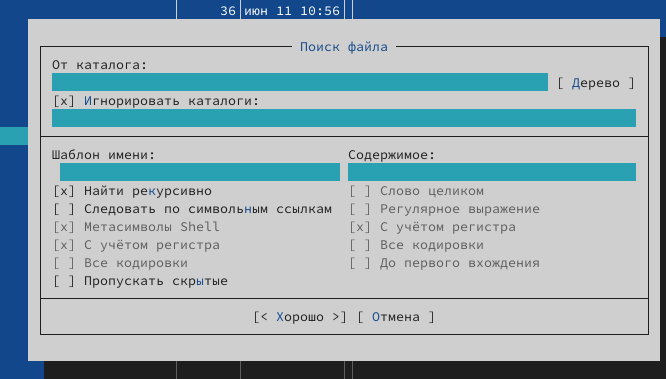 36 июн 11 10:56
Поиск файла
От каталога:
[ Дерево ]
[x] Игнорировать каталоги:
Шаблон имени: Содержимое:
[x] Найти рекурсивно [ ] Слово целиком
[ ] Следовать по символьным ссылкам [ ] Регулярное выражение
[x] Метасимволы Shell [x] С учётом регистра
[x] С учётом регистра [ ] Все кодировки
[ ] Все кодировки [ ] До первого вхождения
[ ] Пропускать скрытые
[< Хорошо >] [ Отмена ]